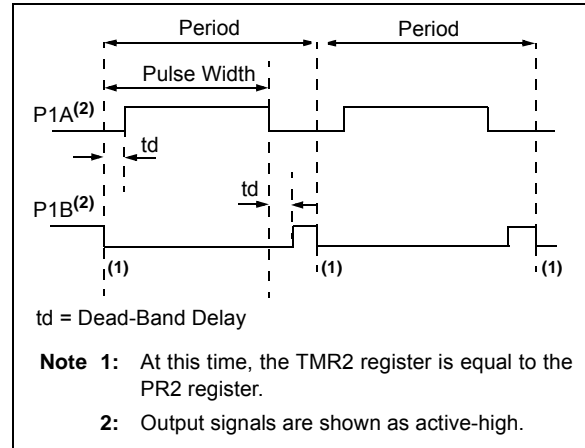 Period Period
Pulse Width
P1A(2)
td
td
P1B(2)
(1) (1) (1)
td = Dead-Band Delay
Note 1: At this time, the TMR2 register is equal to the
PR2 register.
2: Output signals are shown as active-high.